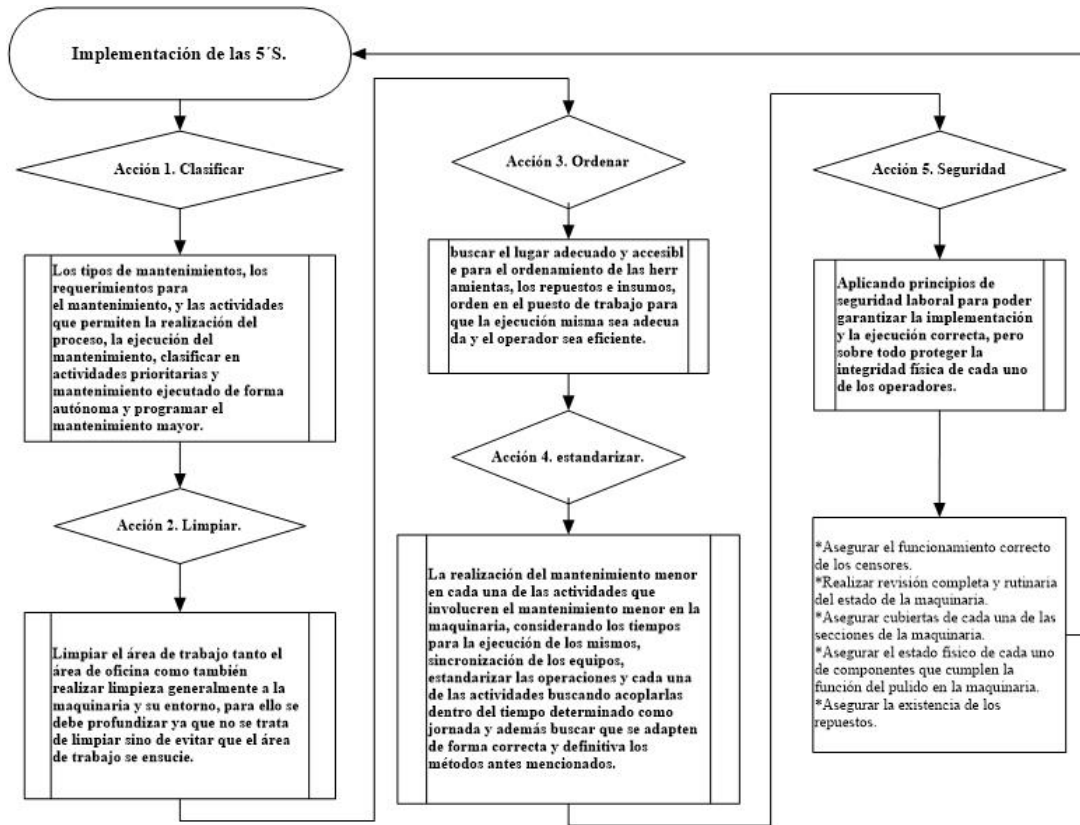 Implementación de las 5´S.
Acción 1. Clasificar
Los tipos de mantenimientos, los
requerimientos para
el mantenimiento, y las actividades
que permiten la realización del
proceso, la ejecución del
mantenimiento, clasificar en
actividades prioritarias y
mantenimiento ejecutado de forma
autónoma y programar el
mantenimiento mayor.
Acción 2. Limpiar.
Limpiar el área de trabajo tanto el
área de oficina como también
realizar limpieza generalmente a la
maquinaria y su entorno, para ello se
debe profundizar ya que no se trata
de limpiar sino de evitar que el área
de trabajo se ensucie.
Acción 3. Ordenar
buscar el lugar adecuado y accesibl
e para el ordenamiento de las herr
amientas, los repuestos e insumos,
orden en el puesto de trabajo para
que la ejecución misma sea adecua
da y el operador sea eficiente.
Acción 4. estandarizar.
La realización del mantenimiento menor
en cada una de las actividades que
involucren el mantenimiento menor en la
maquinaria, considerando los tiempos
para la ejecución de los mismos,
sincronización de los equipos,
estandarizar las operaciones y cada una
de las actividades buscando acoplarlas
dentro del tiempo determinado como
jornada y además buscar que se adapten
de forma correcta y definitiva los
métodos antes mencionados.
Acción 5. Seguridad
Aplicando principios de
seguridad laboral para poder
garantizar la implementación
y la ejecución correcta, pero
sobre todo proteger la
integridad física de cada uno
de los operadores.
*Asegurar el funcionamiento correcto
de los censores.
*Realizar revisión completa y rutinaria
del estado de la maquinaria.
*Asegurar cubiertas de cada una de las
secciones de la maquinaria.
*Asegurar el estado físico de cada uno
de componentes que cumplen la
función del pulido en la maquinaria.
*Asegurar la existencia de los
repuestos.